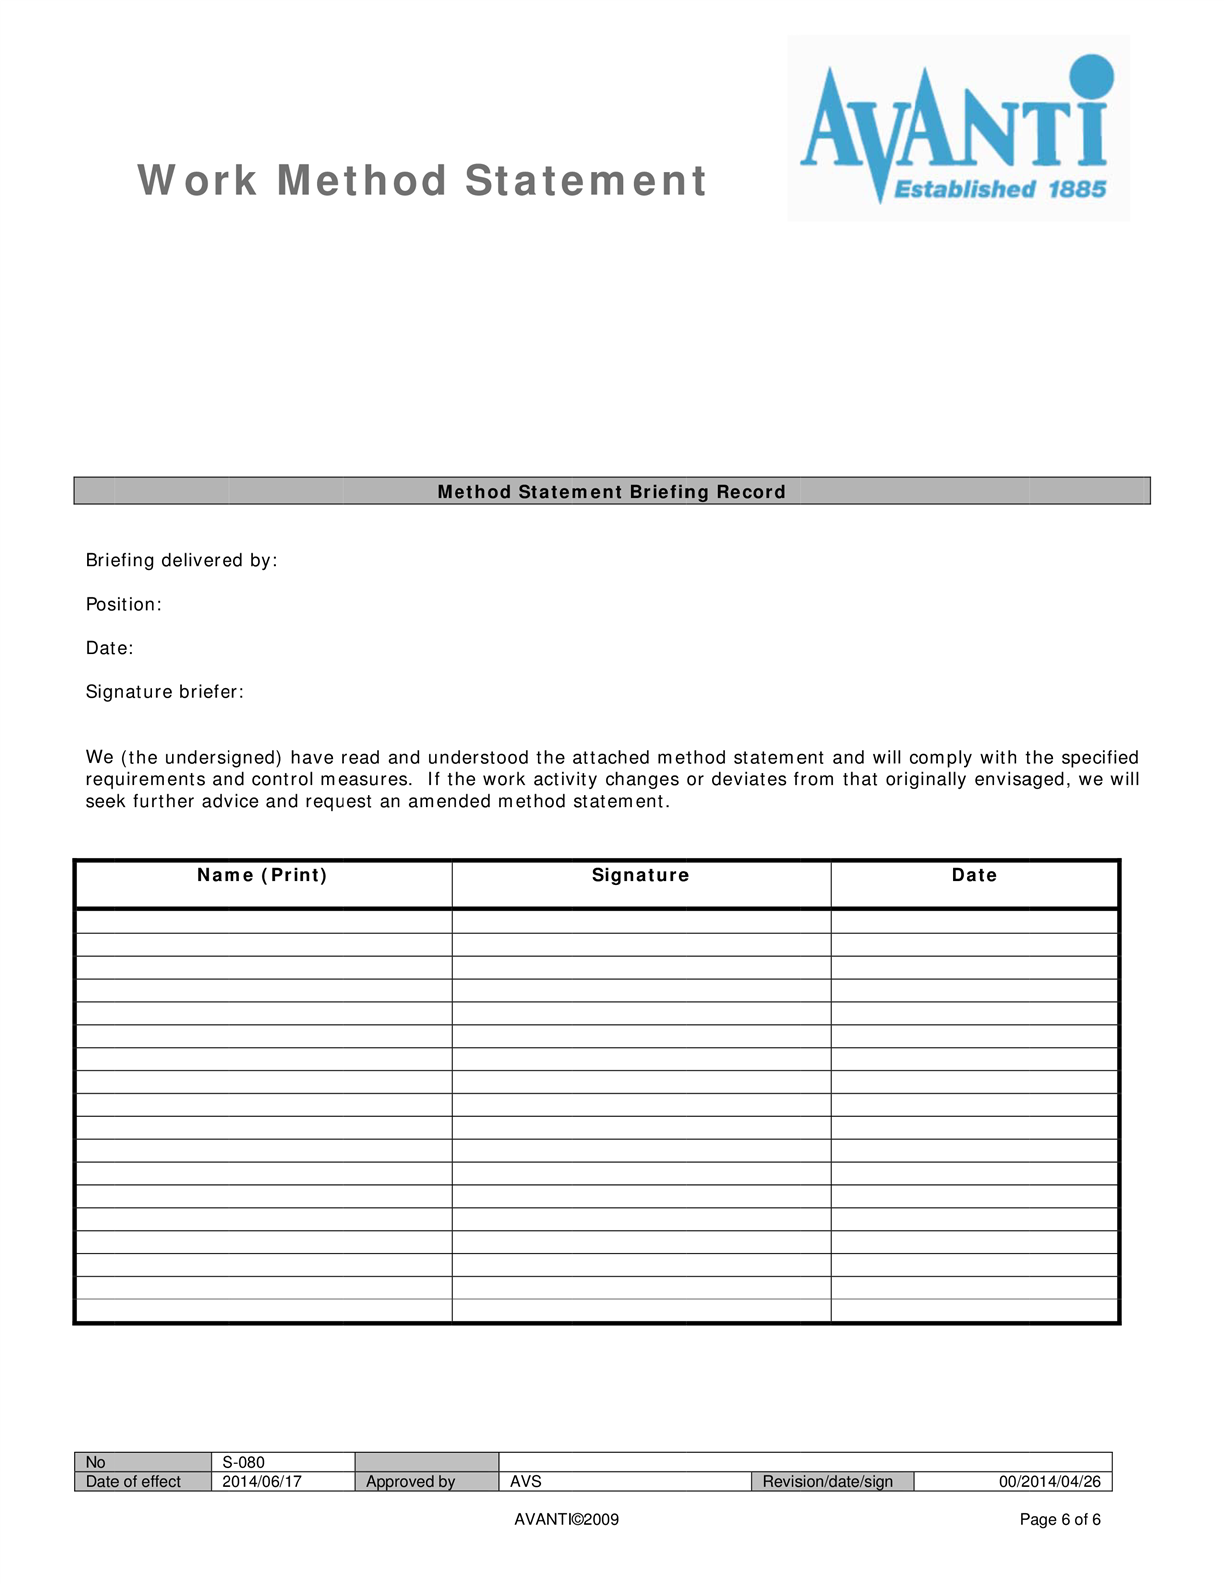 AVANTi
Established 1885
Work Method Statement
Method Statement Briefing Record
Briefing delivered by:
Position:
Date:
Signature briefer:
We (the undersigned) have read and understood the attached method statement and will comply with the specified
requirements and control measures.  If the work activity changes or deviates from that originally envisaged, we will
seek further advice and request an amended method statement.
Name (Print) Signature Date
No S-080
Date of effect 2014/06/17 Approved by AVS Revision/date/sign 00/2014/04/26
AVANTI©2009 Page 6 of 6